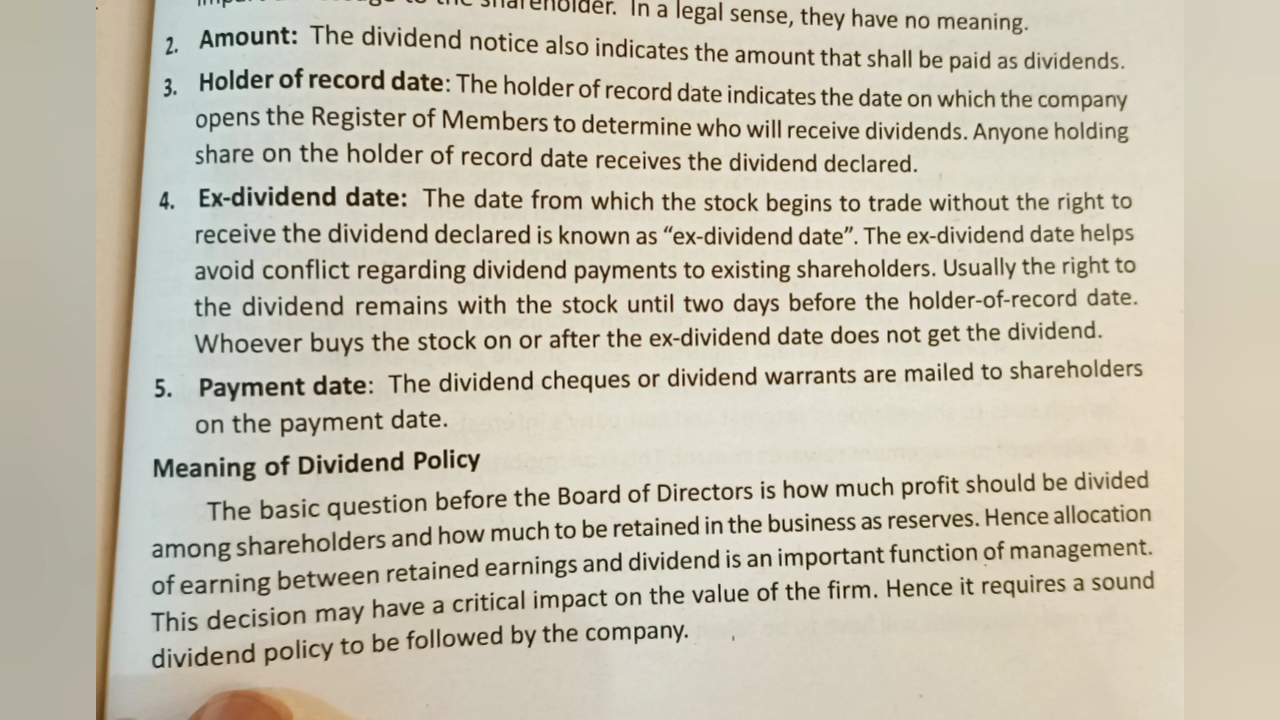 to the shareholder. In a legal sense, they have no meaning.
2. Amount: The dividend notice also indicates the amount that shall be paid as dividends.
3. Holder of record date: The holder of record date indicates the date on which the company
opens the Register of Members to determine who will receive dividends. Anyone holding
share on the holder of record date receives the dividend declared.
4. Ex-dividend date: The date from which the stock begins to trade without the right to
receive the dividend declared is known as “ex-dividend date”. The ex-dividend date helps
avoid conflict regarding dividend payments to existing shareholders. Usually the right to
the dividend remains with the stock until two days before the holder-of-record date.
Whoever buys the stock on or after the ex-dividend date does not get the dividend.
5. Payment date: The dividend cheques or dividend warrants are mailed to shareholders
on the payment date.
Meaning of Dividend Policy
The basic question before the Board of Directors is how much profit should be divided
among shareholders and how much to be retained in the business as reserves. Hence allocation
of earning between retained earnings and dividend is an important function of management.
This decision may have a critical impact on the value of the firm. Hence it requires a sound
dividend policy to be followed by the company.